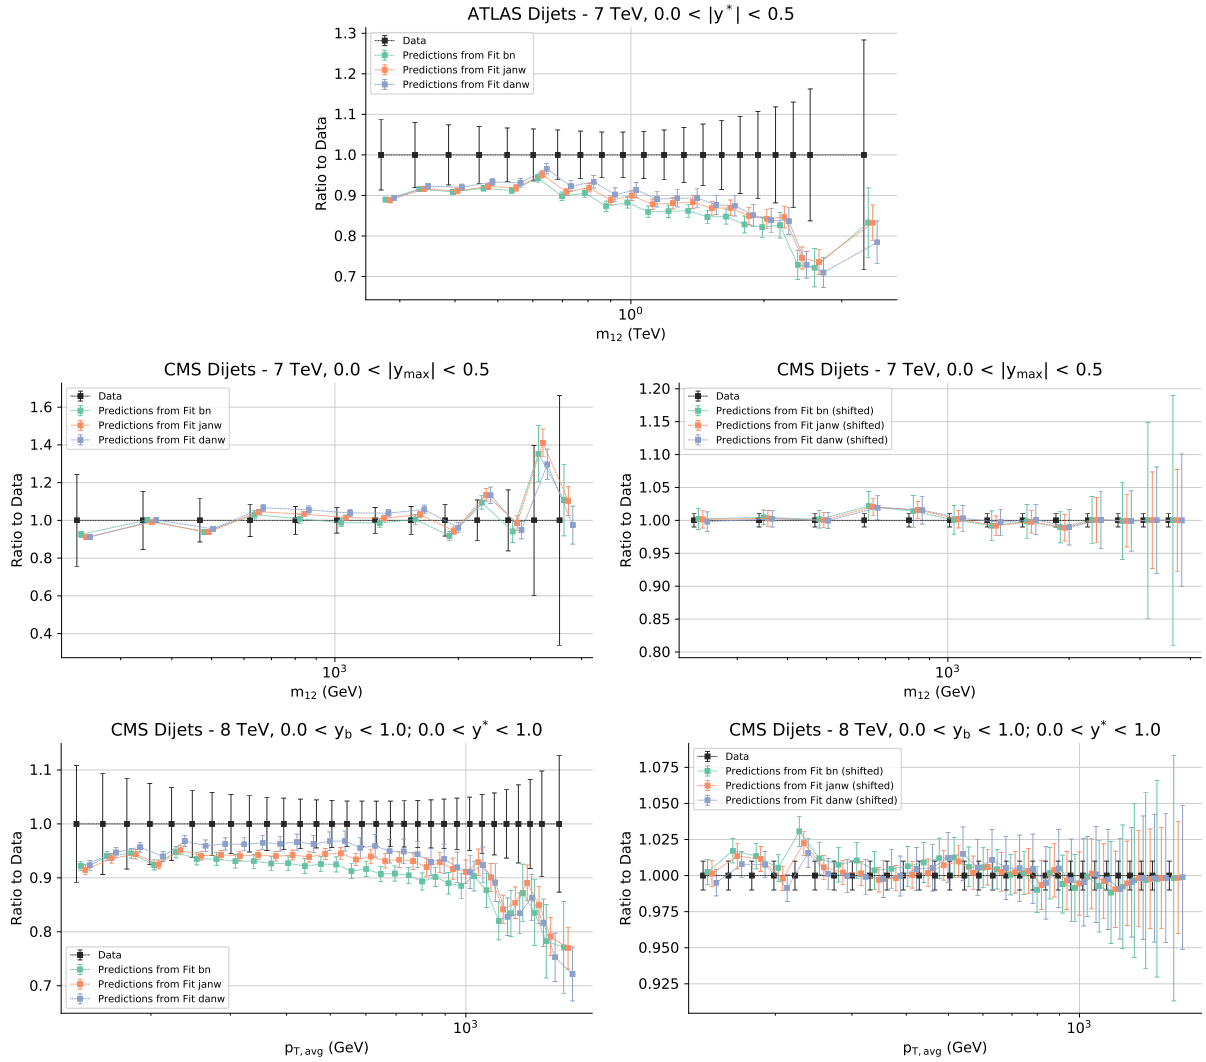 ATLAS Dijets - 7 TeV, 0.0 < |y*| < 0.5
Data
Predictions from Fit bn
Predictions from Fit janw
Predictions from Fit danw
1.3
1.2
1.1
1.0
0.9
0.8
0.7
Ratio to Data
10⁰
m₁₂ (TeV)
CMS Dijets - 7 TeV, 0.0 < |y_max| < 0.5
Data
Predictions from Fit bn
Predictions from Fit janw
Predictions from Fit danw
1.6
1.4
1.2
1.0
0.8
0.6
0.4
Ratio to Data
10³
m₁₂ (GeV)
CMS Dijets - 7 TeV, 0.0 < |y_max| < 0.5
Data
Predictions from Fit bn (shifted)
Predictions from Fit janw (shifted)
Predictions from Fit danw (shifted)
1.20
1.15
1.10
1.05
1.00
0.95
0.90
0.85
0.80
Ratio to Data
10³
m₁₂ (GeV)
CMS Dijets - 8 TeV, 0.0 < y_b < 1.0; 0.0 < y* < 1.0
1.1
1.0
0.9
0.8
0.7
Ratio to Data
Data
Predictions from Fit bn
Predictions from Fit janw
Predictions from Fit danw
10³
p_T, avg (GeV)
CMS Dijets - 8 TeV, 0.0 < y_b < 1.0; 0.0 < y* < 1.0
Data
Predictions from Fit bn (shifted)
Predictions from Fit janw (shifted)
Predictions from Fit danw (shifted)
1.075
1.050
1.025
1.000
0.975
0.950
0.925
Ratio to Data
10³
p_T, avg (GeV)